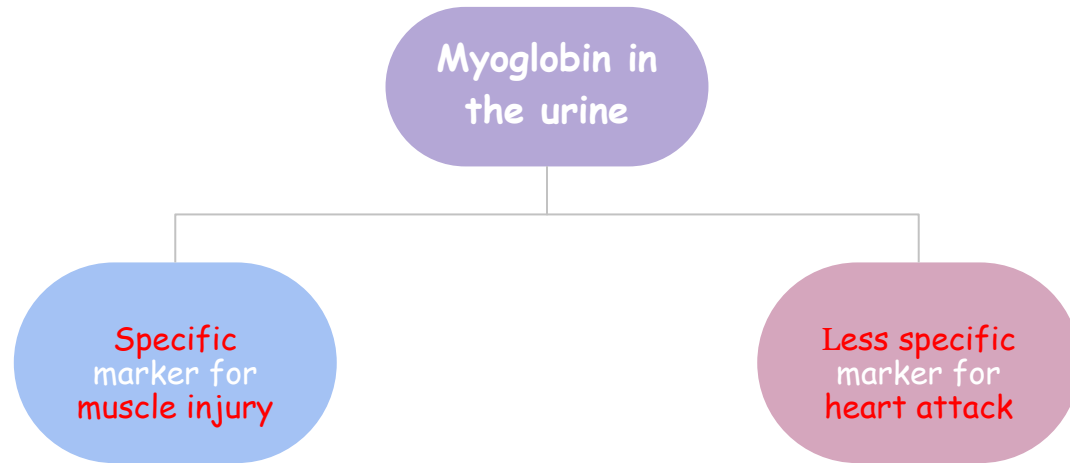 Myoglobin in
the urine
Specific
marker for
muscle injury
Less specific
marker for
heart attack